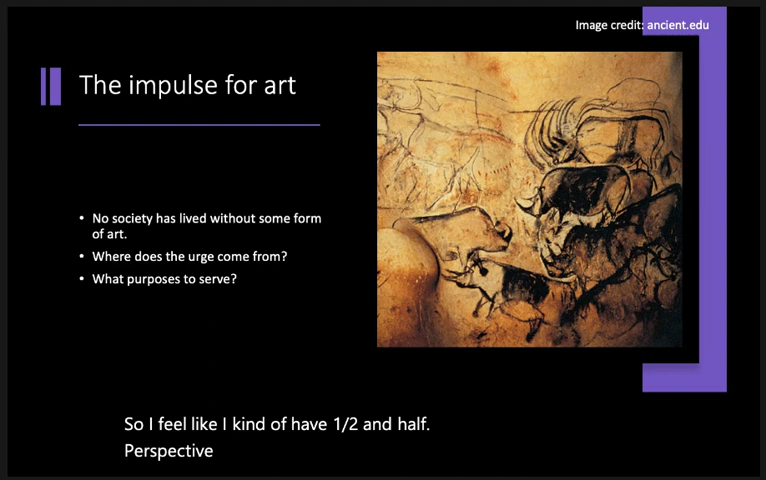 Image credit: ancient.edu
The impulse for art
• No society has lived without some form
of art.
• Where does the urge come from?
• What purposes to serve?
So I feel like I kind of have 1/2 and half.
Perspective